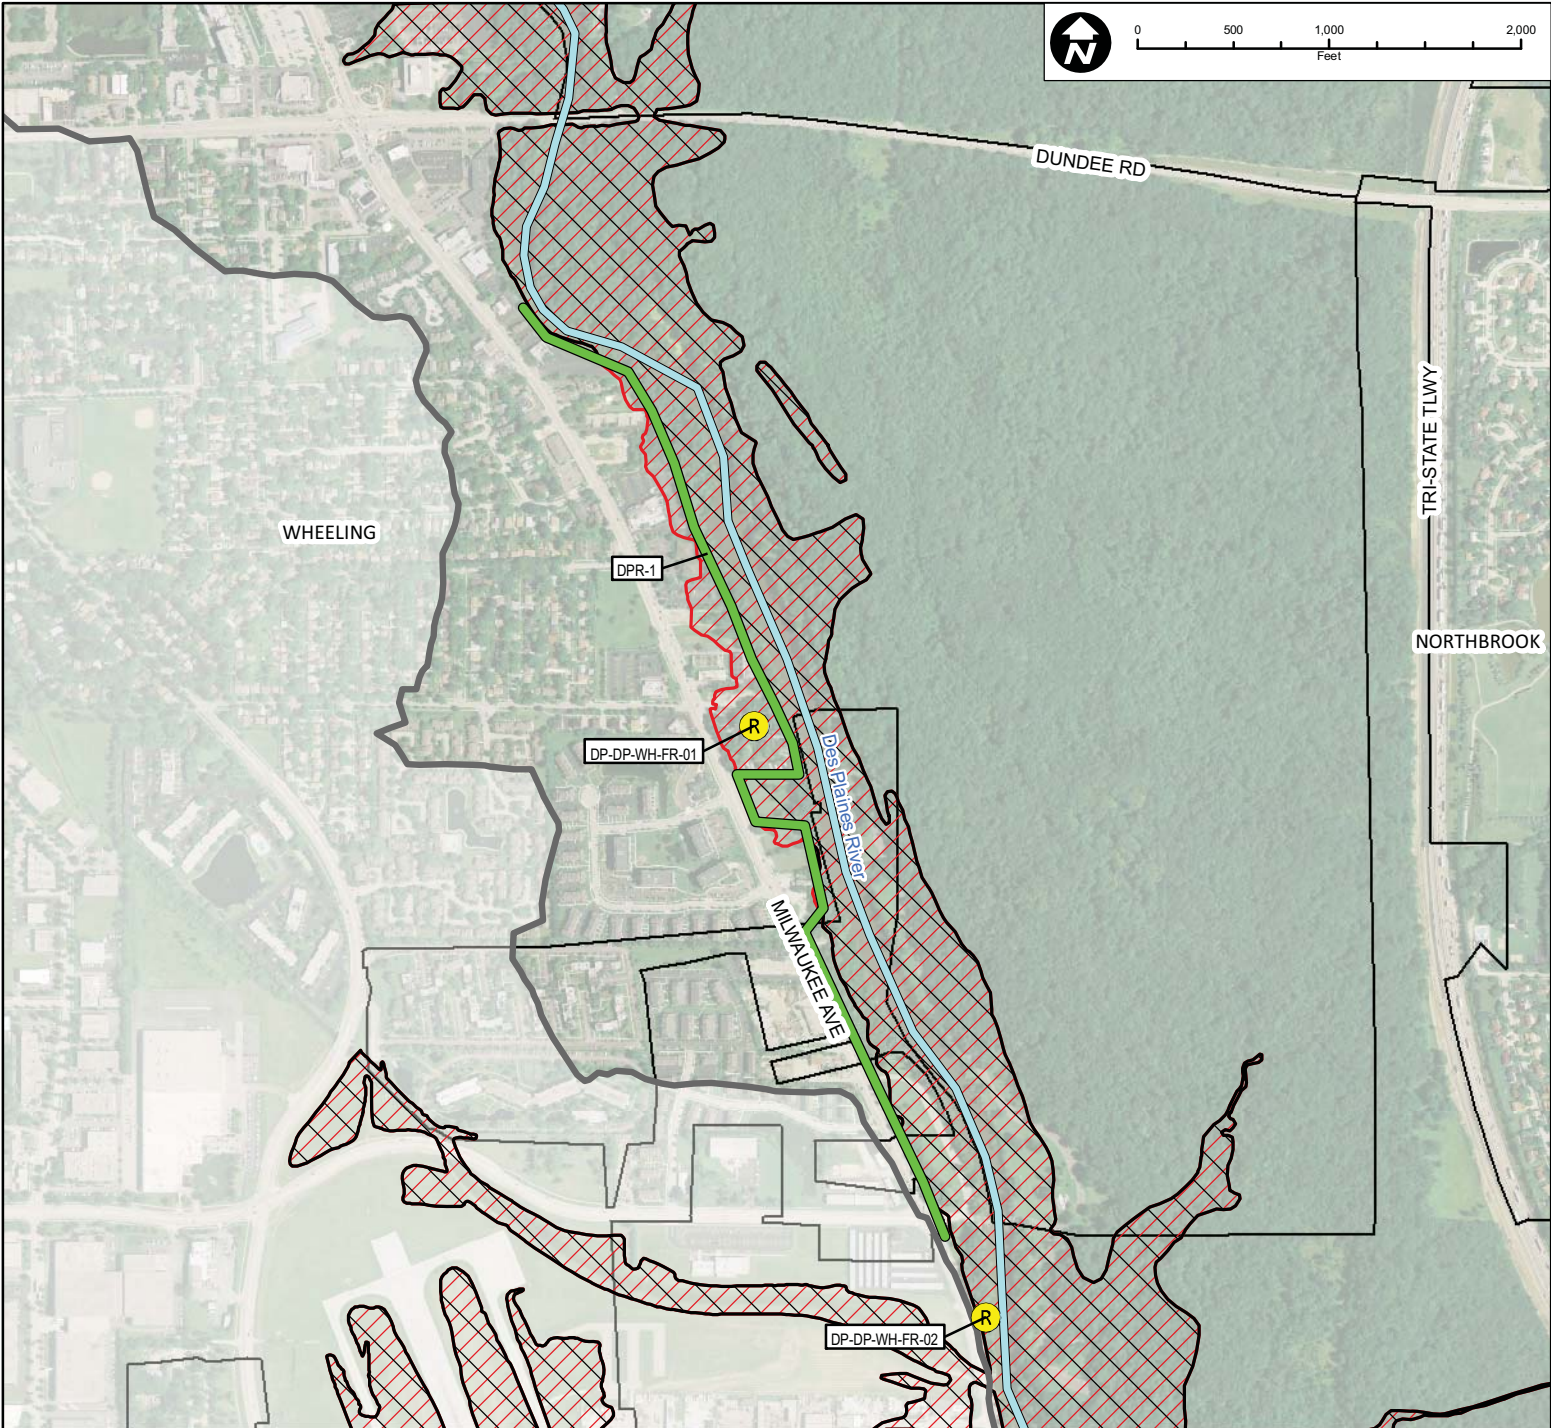 N
0 500 1,000 2,000
Feet
DUNDEE RD
TRI-STATE TLWY
WHEELING
DPR-1
NORTHBROOK
R
DP-DP-WH-FR-01
Des Plaines River
MILWAUKEE AVE
R
DP-DP-WH-FR-02